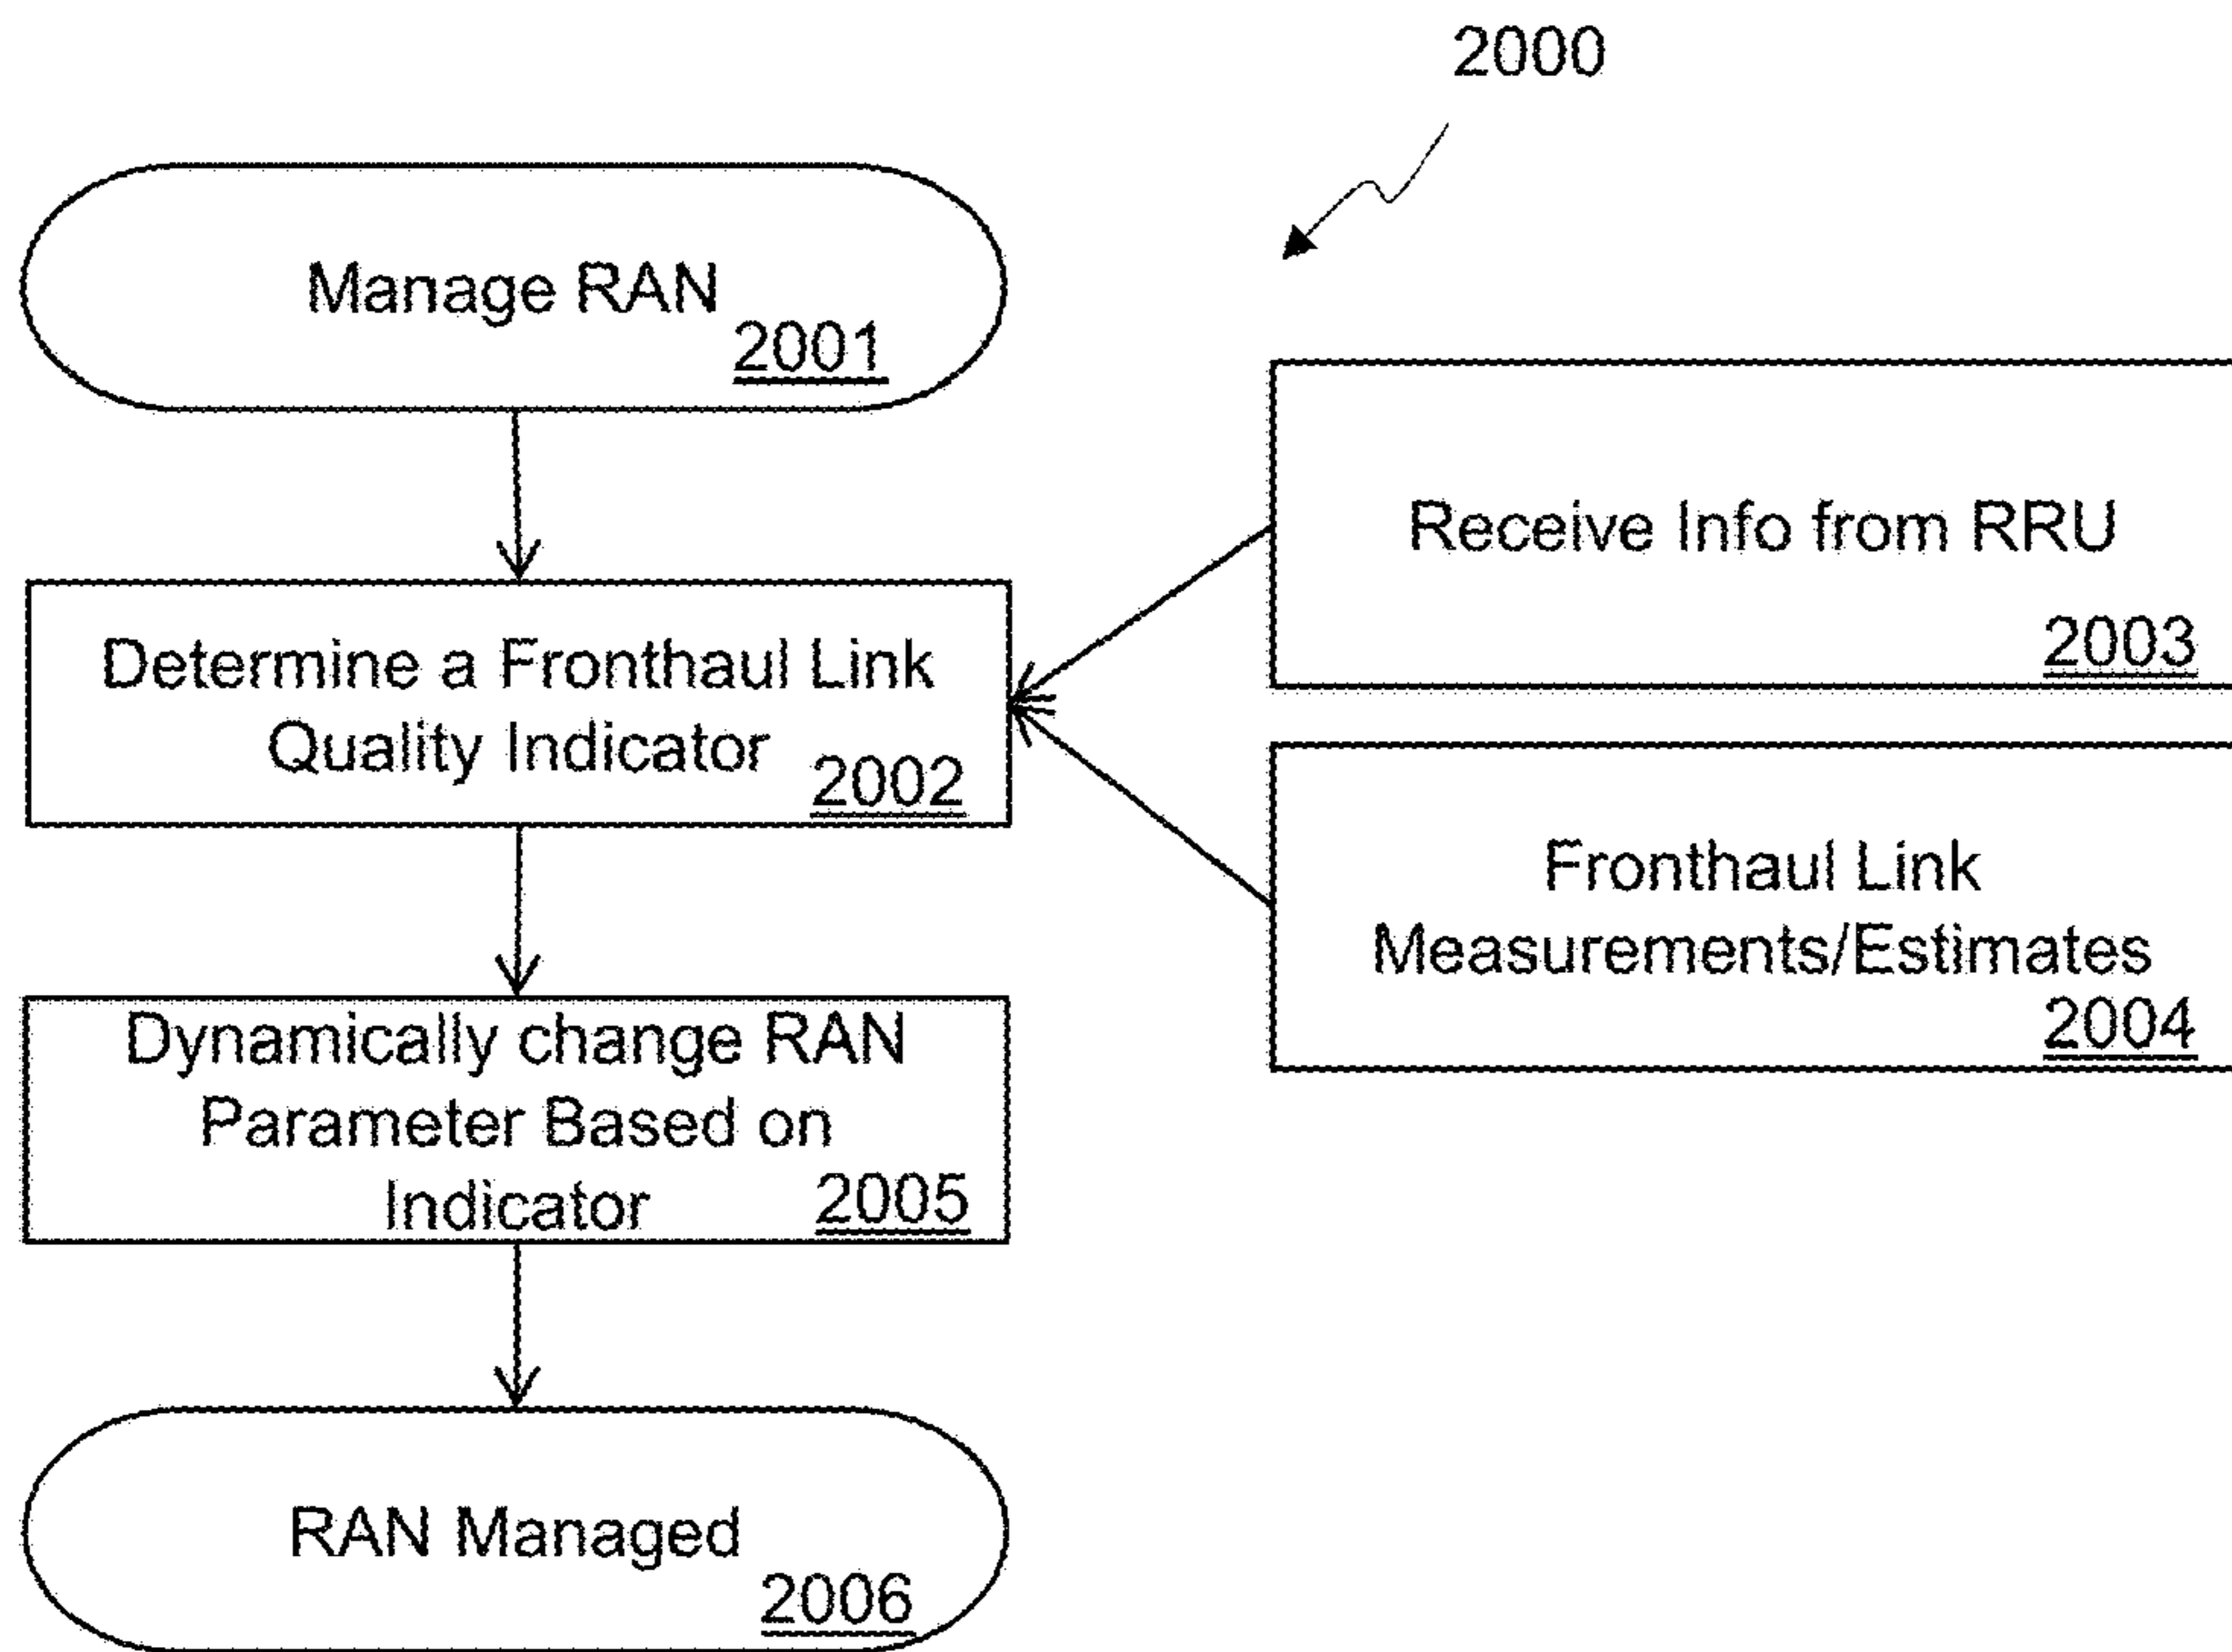 2000
Manage RAN
2001
Determine a Fronthaul Link
Quality Indicator
2002
Receive Info from RRU
2003
Fronthaul Link
Measurements/Estimates
2004
Dynamically change RAN
Parameter Based on
Indicator
2005
RAN Managed
2006